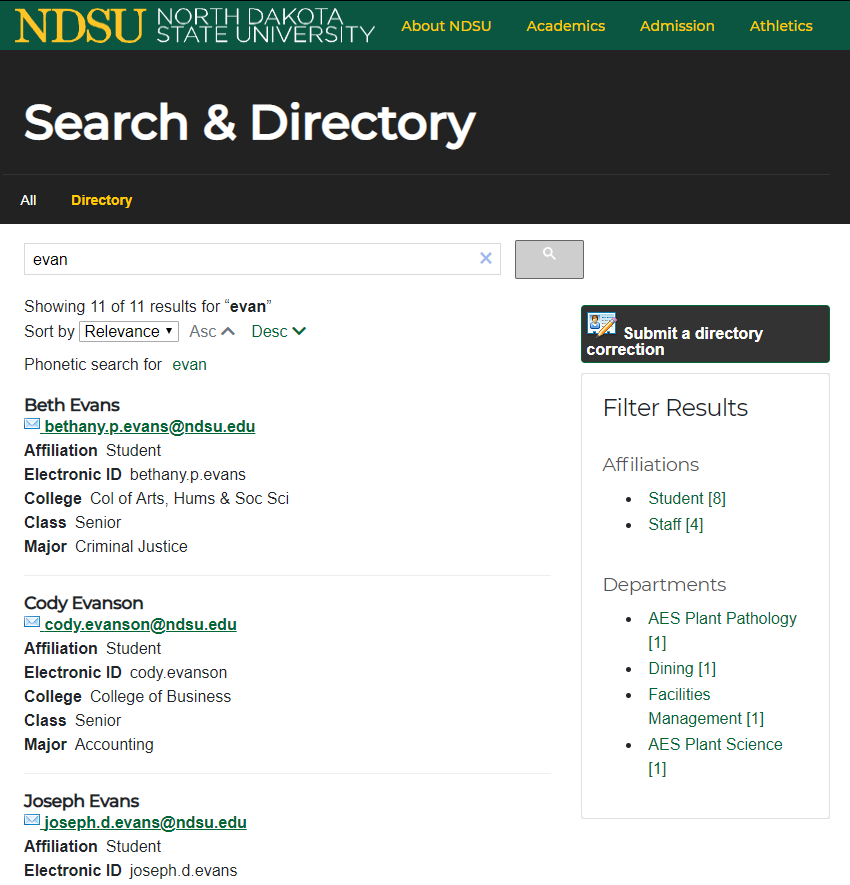 NDSU NORTH DAKOTA
STATE UNIVERSITY
About NDSU Academics Admission Athletics
Search & Directory
All Directory
evan
Showing 11 of 11 results for “evan”
Sort by Relevance Asc Desc
Phonetic search for evan
Beth Evans
bethany.p.evans@ndsu.edu
Affiliation Student
Electronic ID bethany.p.evans
College Col of Arts, Hums & Soc Sci
Class Senior
Major Criminal Justice
Cody Evanson
cody.evanson@ndsu.edu
Affiliation Student
Electronic ID cody.evanson
College College of Business
Class Senior
Major Accounting
Joseph Evans
joseph.d.evans@ndsu.edu
Affiliation Student
Electronic ID joseph.d.evans
Submit a directory
correction
Filter Results
Affiliations
Student [8]
Staff [4]
Departments
AES Plant Pathology
[1]
Dining [1]
Facilities
Management [1]
AES Plant Science
[1]